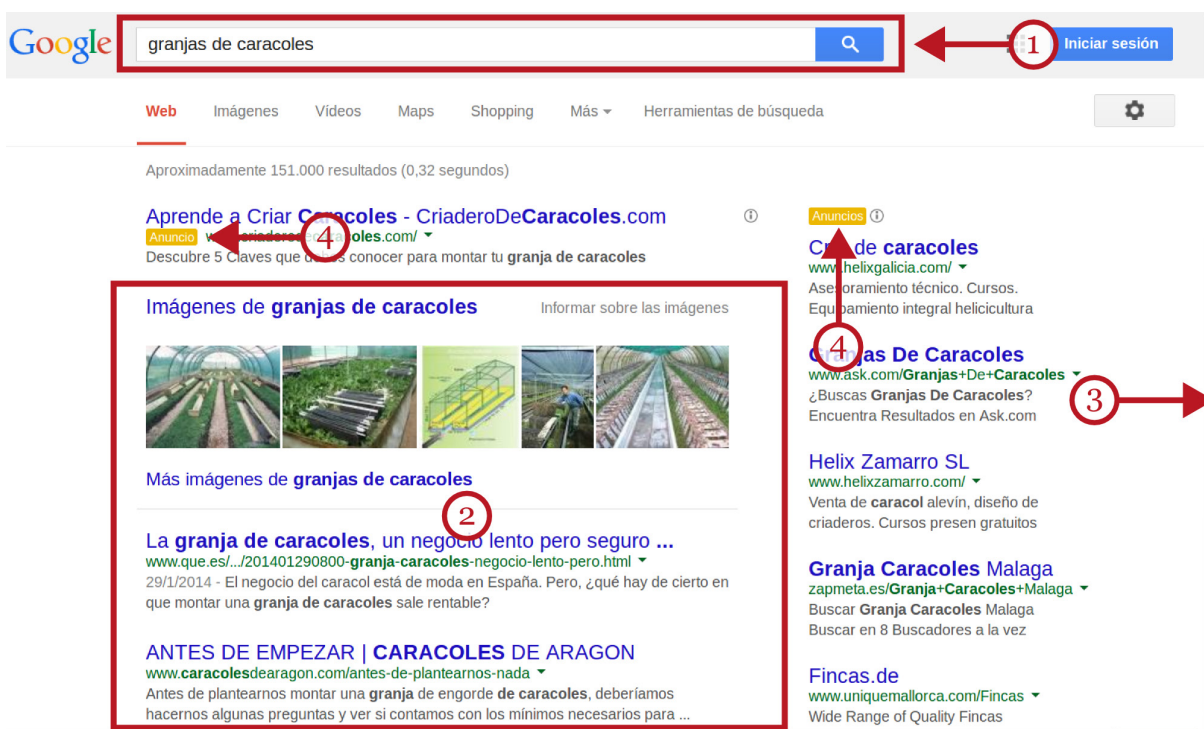 Google
granjas de caracoles
1
Iniciar sesión
Web Imágenes Vídeos Maps Shopping Más Herramientas de búsqueda
Aproximadamente 151.000 resultados (0,32 segundos)
Aprende a Criar Caracoles - CriaderoDeCaracoles.com
Anuncio www.criaderodecaracoles.com/
4
Descubre 5 Claves que debes conocer para montar tu granja de caracoles
Imágenes de granjas de caracoles
Informar sobre las imágenes
Más imágenes de granjas de caracoles
2
La granja de caracoles, un negocio lento pero seguro ...
www.que.es/.../201401290800-granja-caracoles-negocio-lento-pero.html
29/1/2014 - El negocio del caracol está de moda en España. Pero, ¿qué hay de cierto en
que montar una granja de caracoles sale rentable?
ANTES DE EMPEZAR | CARACOLES DE ARAGON
www.caracolesdearagon.com/antes-de-plantearnos-nada
Antes de plantearnos montar una granja de engorde de caracoles, deberíamos
hacernos algunas preguntas y ver si contamos con los mínimos necesarios para ...
Anuncios
Cría de caracoles
www.helixgalicia.com/
Asesoramiento técnico. Cursos.
Equipamiento integral helicicultura
4
Granjas De Caracoles
www.ask.com/Granjas+De+Caracoles
¿Buscas Granjas De Caracoles?
Encuentra Resultados en Ask.com
3
Helix Zamarro SL
www.helixzamarro.com/
Venta de caracol alevín, diseño de
criaderos. Cursos presen gratuitos
Granja Caracoles Malaga
zapmeta.es/Granja+Caracoles+Malaga
Buscar Granja Caracoles Malaga
Buscar en 8 Buscadores a la vez
Fincas.de
www.uniquemallorca.com/Fincas
Wide Range of Quality Fincas